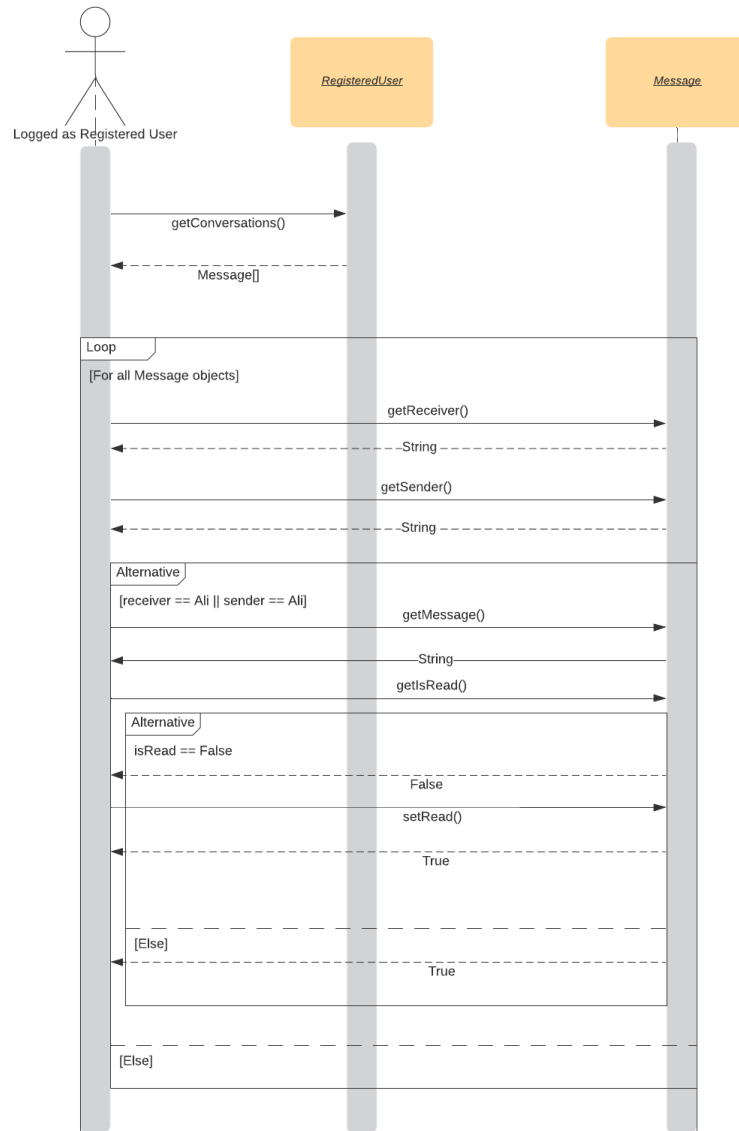 Logged as Registered User
RegisteredUser
Message
getConversations()
Message[]
Loop
[For all Message objects]
getReceiver()
String
getSender()
String
Alternative
[receiver == Ali || sender == Ali]
getMessage()
String
getIsRead()
Alternative
isRead == False
False
setRead()
True
[Else]
True
[Else]